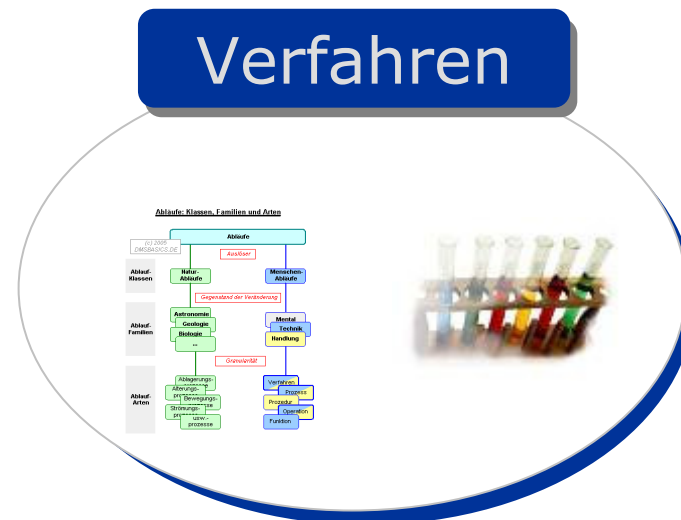 Verfahren
Abläufe: Klassen, Familien und Arten
Abläufe
(c) 2005
DMSBASICS.DE
Auslöser
Ablauf-
Klassen
Natur-
Abläufe
Menschen-
Abläufe
Gegenstand der Veränderung
Ablauf-
Familien
Astronomie
Geologie
Biologie
...
Mental
Technik
Handlung
Granularität
Ablauf-
Arten
Ablagerungs-
Alterungs-
Bewegungs-
Strömungs-
usw.-
prozesse
Verfahren
Prozess
Prozedur
Operation
Funktion